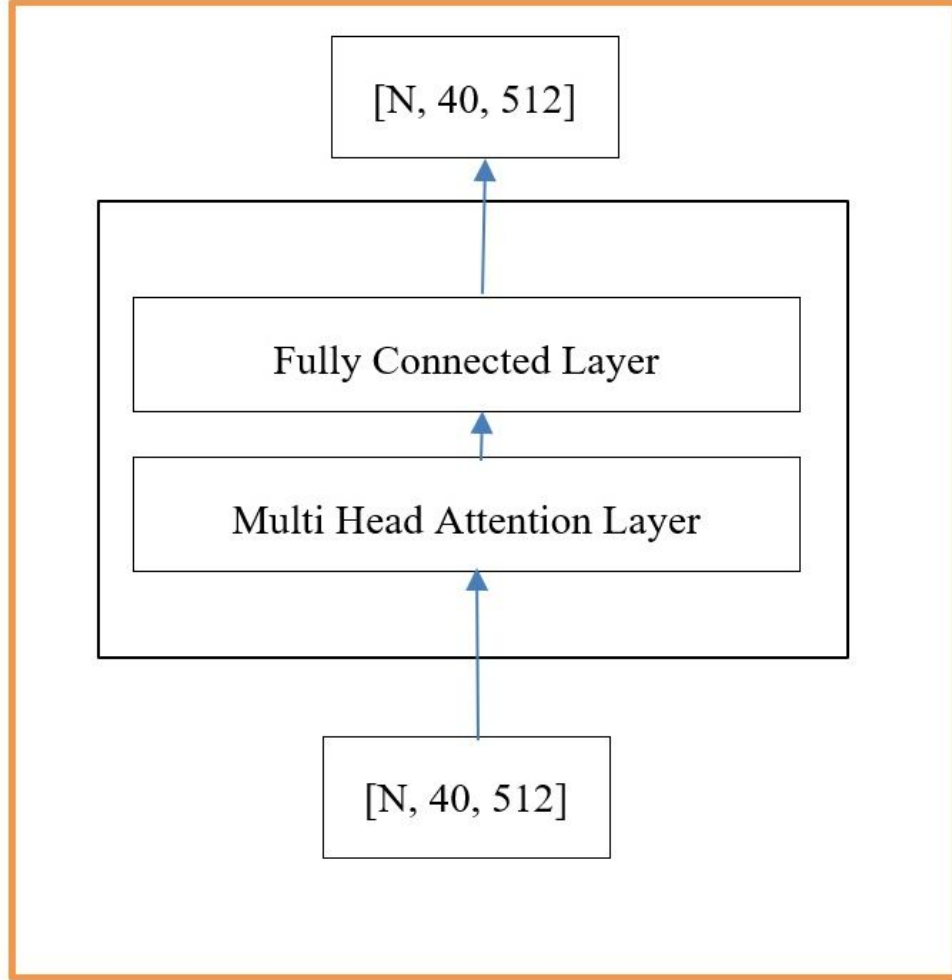 [N, 40, 512]
Fully Connected Layer
Multi Head Attention Layer
[N, 40, 512]